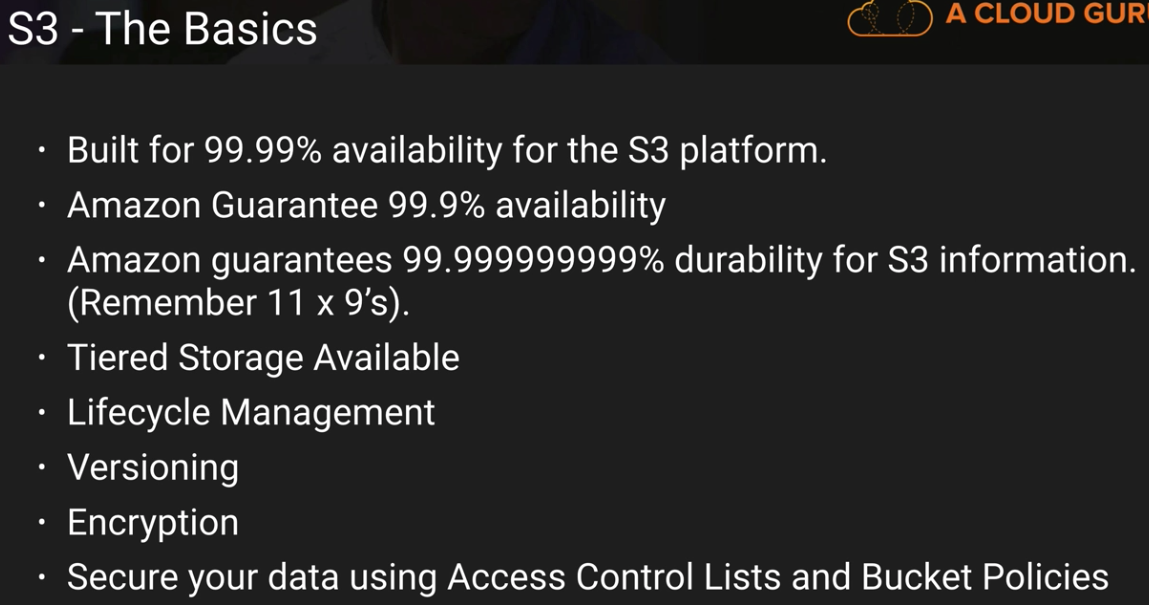 S3 - The Basics
A CLOUD GUR
· Built for 99.99% availability for the S3 platform.
· Amazon Guarantee 99.9% availability
· Amazon guarantees 99.999999999% durability for S3 information.
(Remember 11 x 9’s).
· Tiered Storage Available
· Lifecycle Management
· Versioning
· Encryption
· Secure your data using Access Control Lists and Bucket Policies